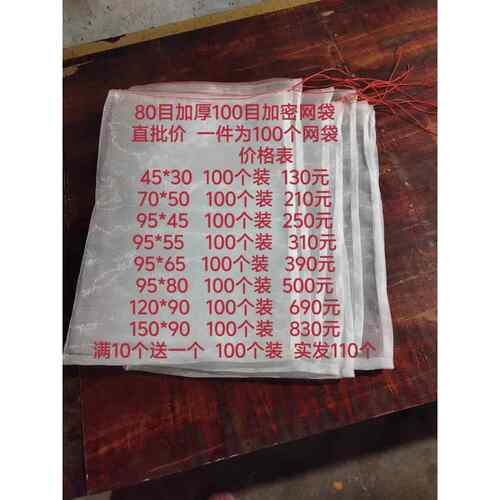 80目加厚100目加密网袋
直批价 一件为100个网袋
价格表
45*30 100个装 130元
70*50 100个装 210元
95*45 100个装 250元
95*55 100个装 310元
95*65 100个装 390元
95*80 100个装 500元
120*90 100个装 690元
150*90 100个装 830元
满10个送一个 100个装 实发110个